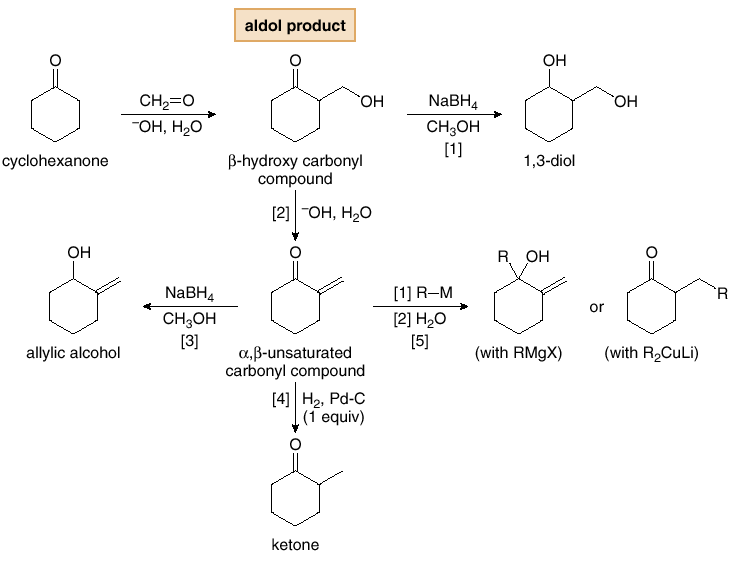 aldol product
O
O
OH
CH₂=O
⁻OH, H₂O
OH
NaBH₄
CH₃OH
[1]
OH
cyclohexanone
β-hydroxy carbonyl
compound
1,3-diol
[2] ⁻OH, H₂O
OH
O
R OH
O
NaBH₄
CH₃OH
[3]
[1] R–M
[2] H₂O
[5]
or
R
allylic alcohol
α,β-unsaturated
carbonyl compound
(with RMgX)
(with R₂CuLi)
[4] H₂, Pd-C
(1 equiv)
O
ketone